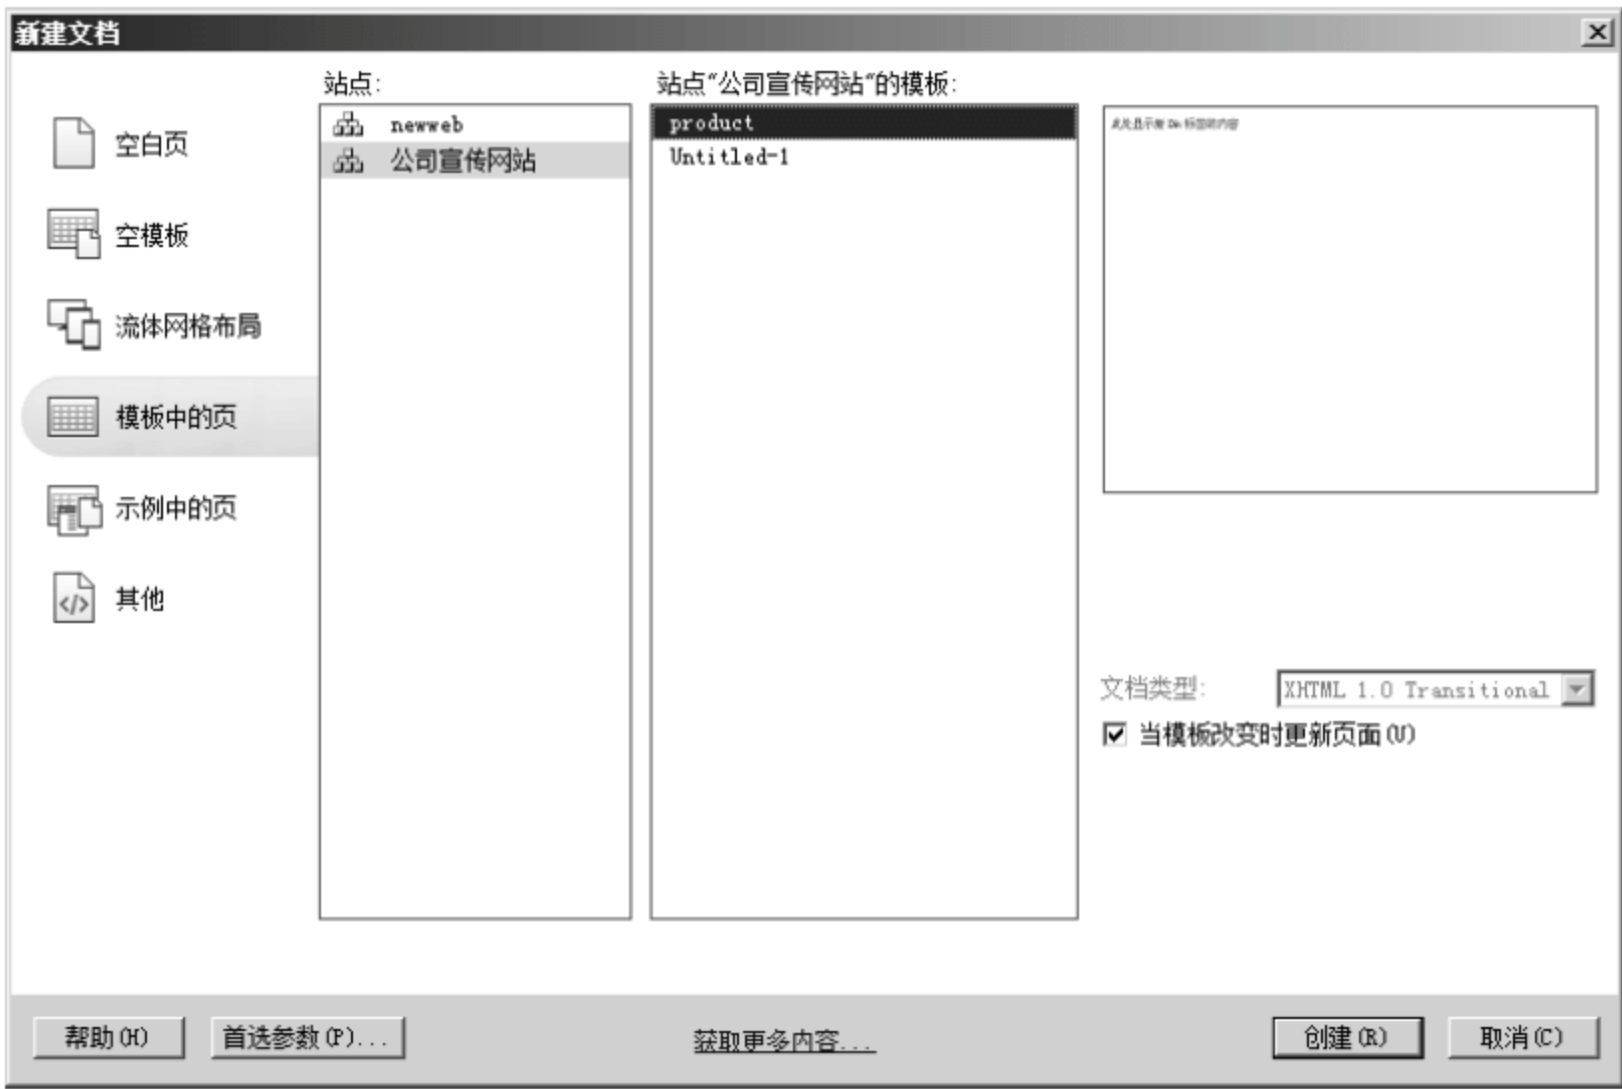 新建文档
站点:
站点“公司宣传网站”的模板:
空白页
空模板
流体网格布局
模板中的页
示例中的页
其他
newweb
公司宣传网站
product
Untitled-1
文档类型:
XHTML 1.0 Transitional
当模板改变时更新页面(U)
帮助(H)
首选参数(P)...
获取更多内容...
创建(R)
取消(C)